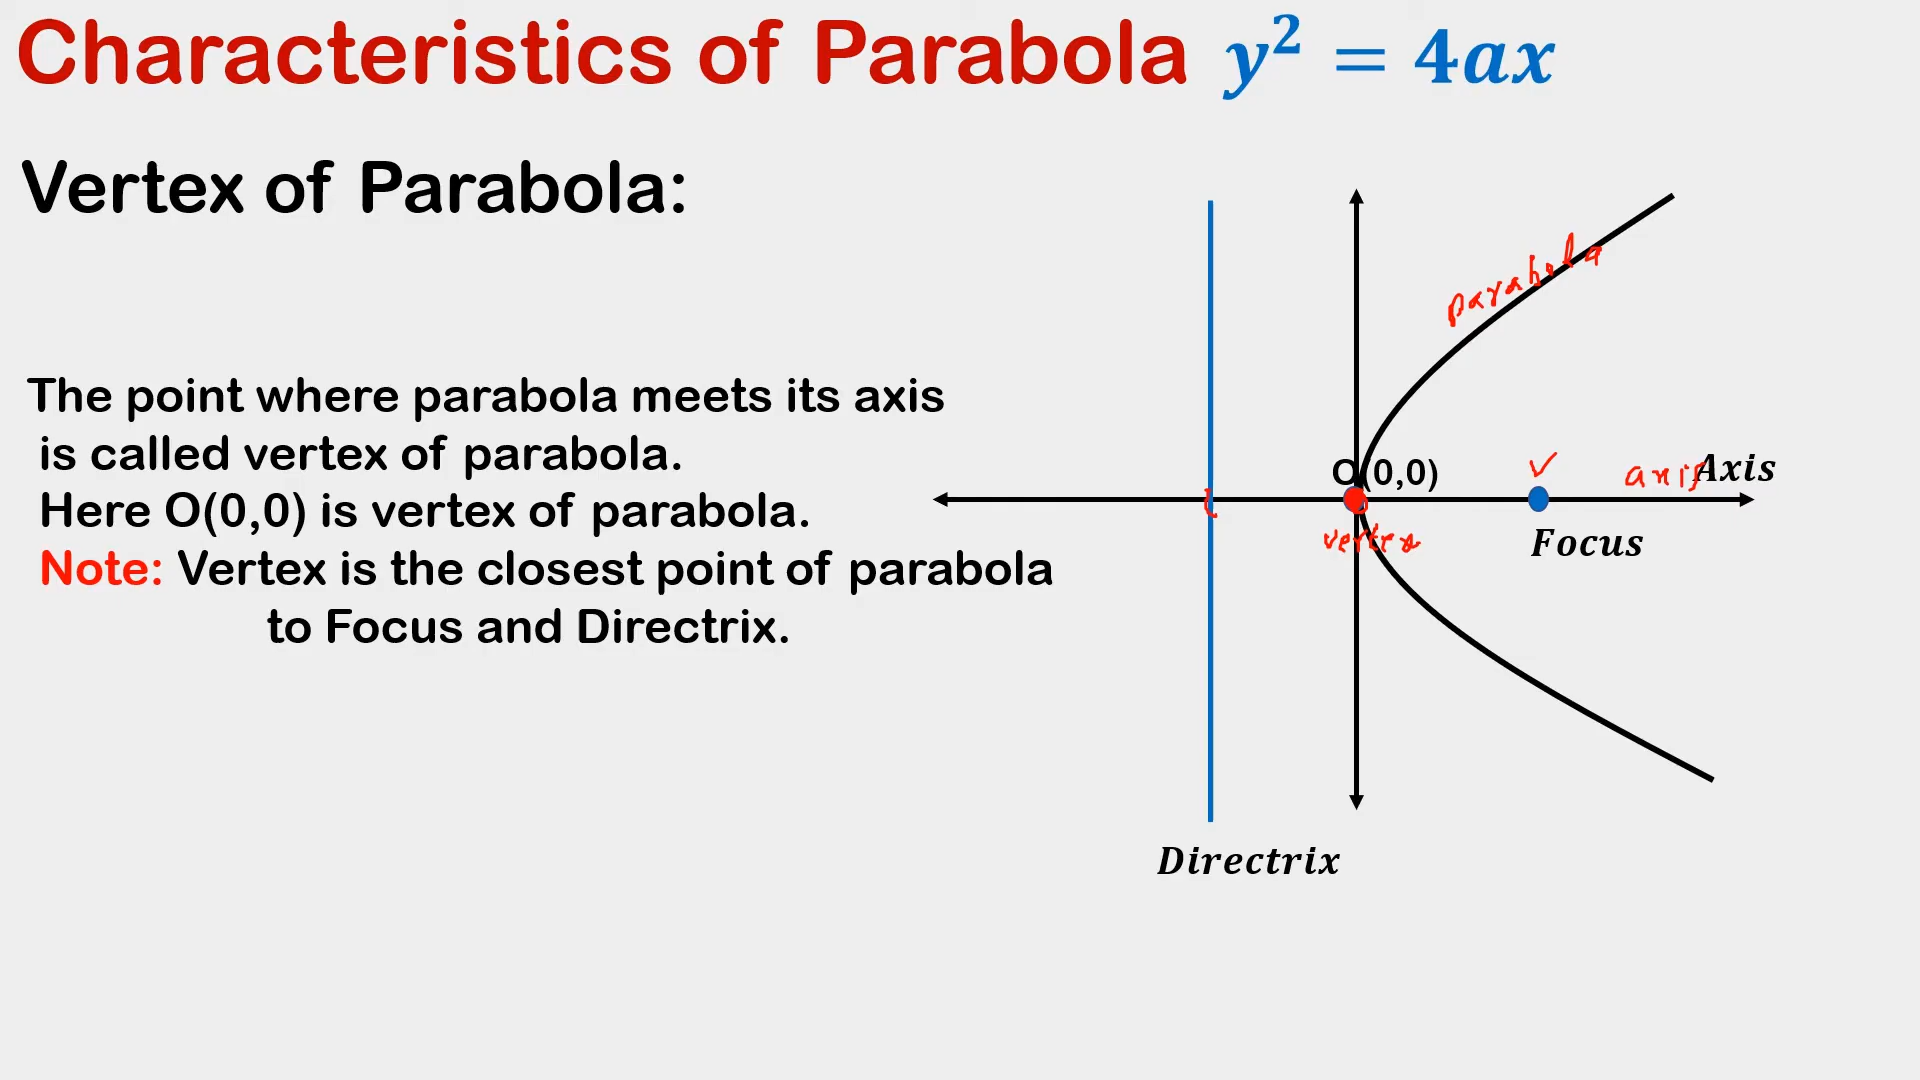 Characteristics of Parabola y² = 4ax
Vertex of Parabola:
parabola
The point where parabola meets its axis
is called vertex of parabola.
Here O(0,0) is vertex of parabola.
Note: Vertex is the closest point of parabola
to Focus and Directrix.
O(0,0)
axis
Axis
vertex
Focus
Directrix